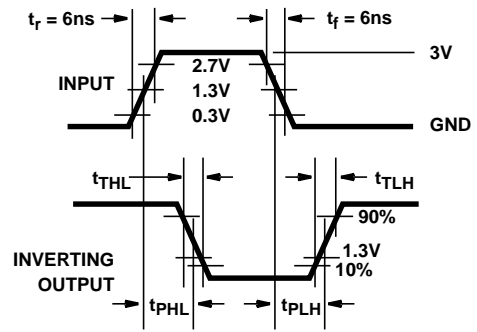 tr = 6ns
tf = 6ns
3V
2.7V
INPUT
1.3V
0.3V
GND
tTHL
tTLH
90%
INVERTING
OUTPUT
1.3V
10%
tPHL
tPLH